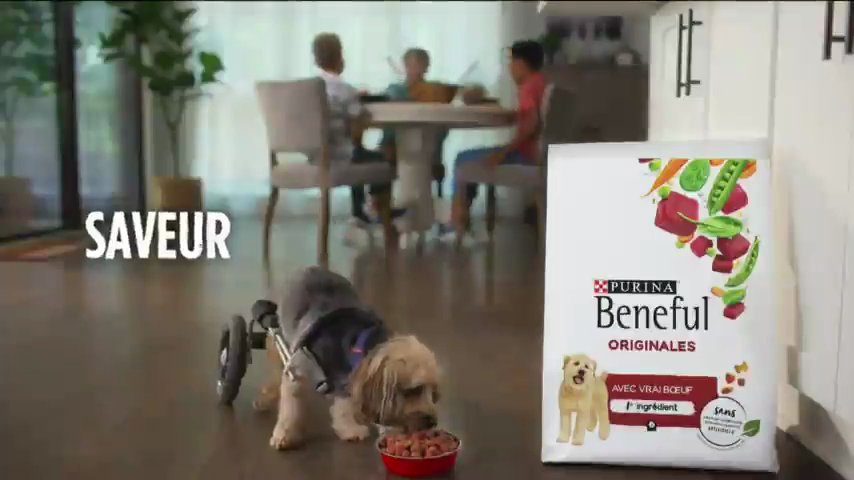 SAVEUR
PURINA
Beneful
ORIGINALES
AVEC VRAI BŒUF
1er ingrédient
sans